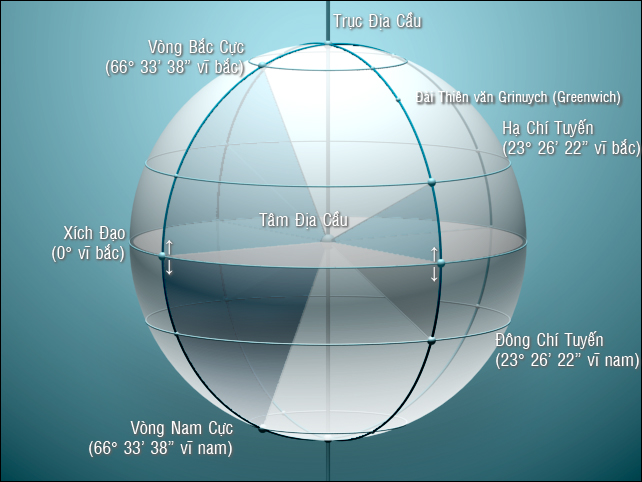 Trục Địa Cầu
Vòng Bắc Cực
(66° 33' 38” vĩ bắc)
Đài Thiên văn Grinuych (Greenwich)
Hạ Chí Tuyến
(23° 26' 22” vĩ bắc)
Tâm Địa Cầu
Xích Đạo
(0° vĩ bắc)
Đông Chí Tuyến
(23° 26' 22” vĩ nam)
Vòng Nam Cực
(66° 33' 38” vĩ nam)